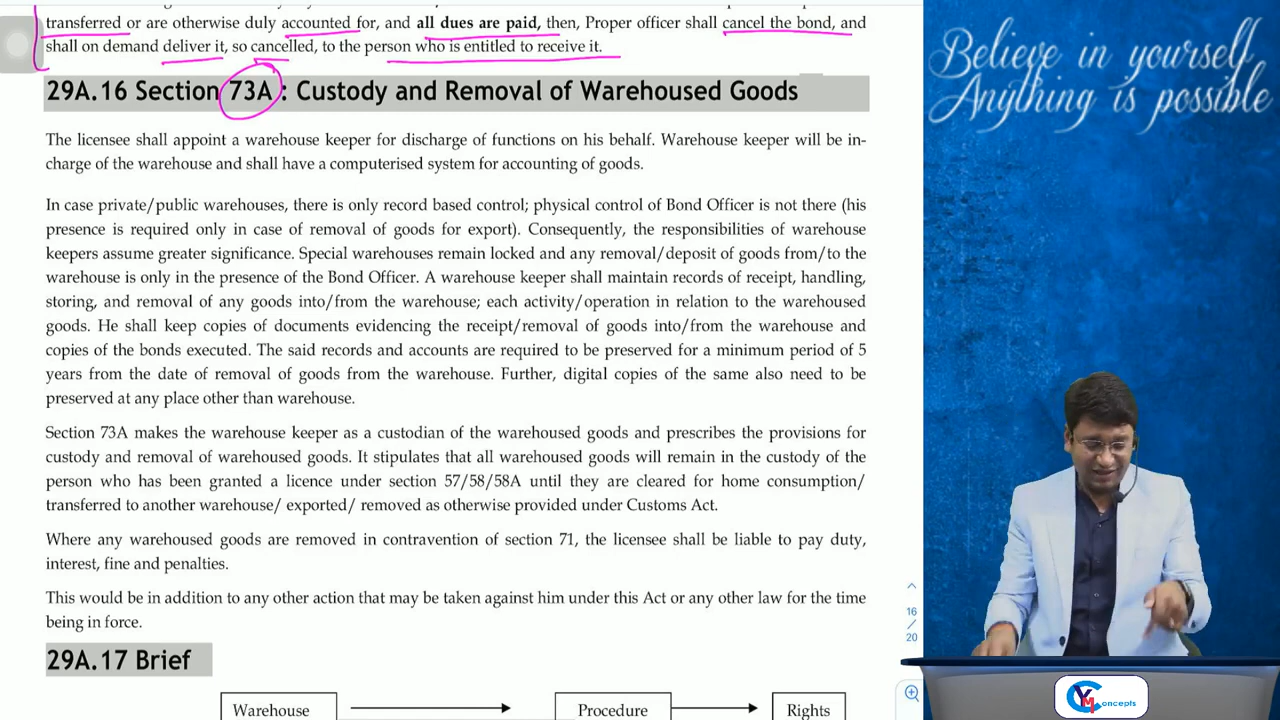 transferred or are otherwise duly accounted for, and all dues are paid, then, Proper officer shall cancel the bond, and
shall on demand deliver it, so cancelled, to the person who is entitled to receive it.
29A.16 Section 73A : Custody and Removal of Warehoused Goods
The licensee shall appoint a warehouse keeper for discharge of functions on his behalf. Warehouse keeper will be in-
charge of the warehouse and shall have a computerised system for accounting of goods.
In case private/public warehouses, there is only record based control; physical control of Bond Officer is not there (his
presence is required only in case of removal of goods for export). Consequently, the responsibilities of warehouse
keepers assume greater significance. Special warehouses remain locked and any removal/deposit of goods from/to the
warehouse is only in the presence of the Bond Officer. A warehouse keeper shall maintain records of receipt, handling,
storing, and removal of any goods into/from the warehouse; each activity/operation in relation to the warehoused
goods. He shall keep copies of documents evidencing the receipt/removal of goods into/from the warehouse and
copies of the bonds executed. The said records and accounts are required to be preserved for a minimum period of 5
years from the date of removal of goods from the warehouse. Further, digital copies of the same also need to be
preserved at any place other than warehouse.
Section 73A makes the warehouse keeper as a custodian of the warehoused goods and prescribes the provisions for
custody and removal of warehoused goods. It stipulates that all warehoused goods will remain in the custody of the
person who has been granted a licence under section 57/58/58A until they are cleared for home consumption/
transferred to another warehouse/ exported/ removed as otherwise provided under Customs Act.
Where any warehoused goods are removed in contravention of section 71, the licensee shall be liable to pay duty,
interest, fine and penalties.
This would be in addition to any other action that may be taken against him under this Act or any other law for the time
being in force.
29A.17 Brief
Warehouse
Procedure
Rights
16
/
20
Believe in yourself
Anything is possible
YM
Concepts